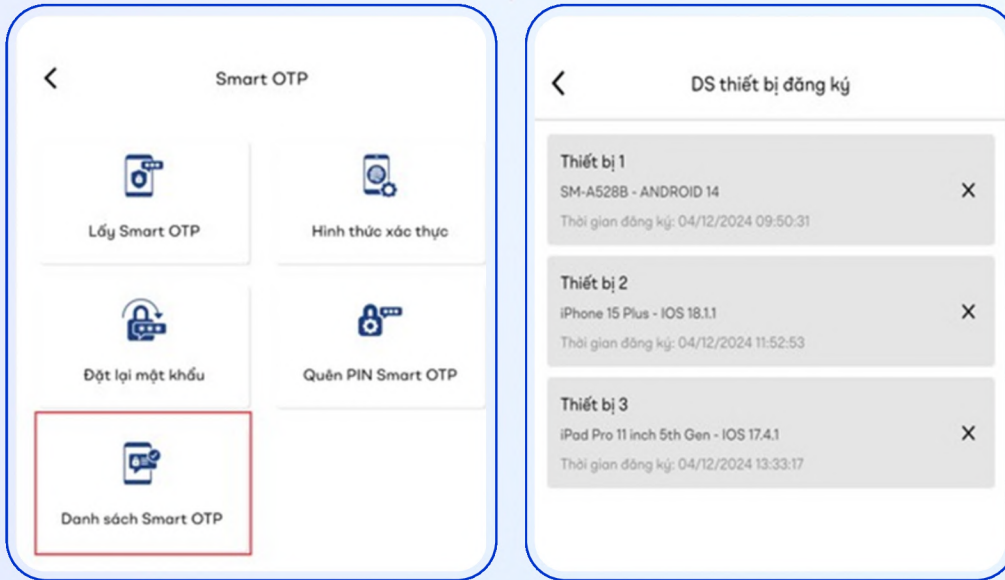 Smart OTP
Lấy Smart OTP
Hình thức xác thực
Đặt lại mật khẩu
Quên PIN Smart OTP
Danh sách Smart OTP
DS thiết bị đăng ký
Thiết bị 1
SM-A528B - ANDROID 14
Thời gian đăng ký: 04/12/2024 09:50:31
Thiết bị 2
iPhone 15 Plus - IOS 18.1.1
Thời gian đăng ký: 04/12/2024 11:52:53
Thiết bị 3
iPad Pro 11 inch 5th Gen - IOS 17.4.1
Thời gian đăng ký: 04/12/2024 13:33:17